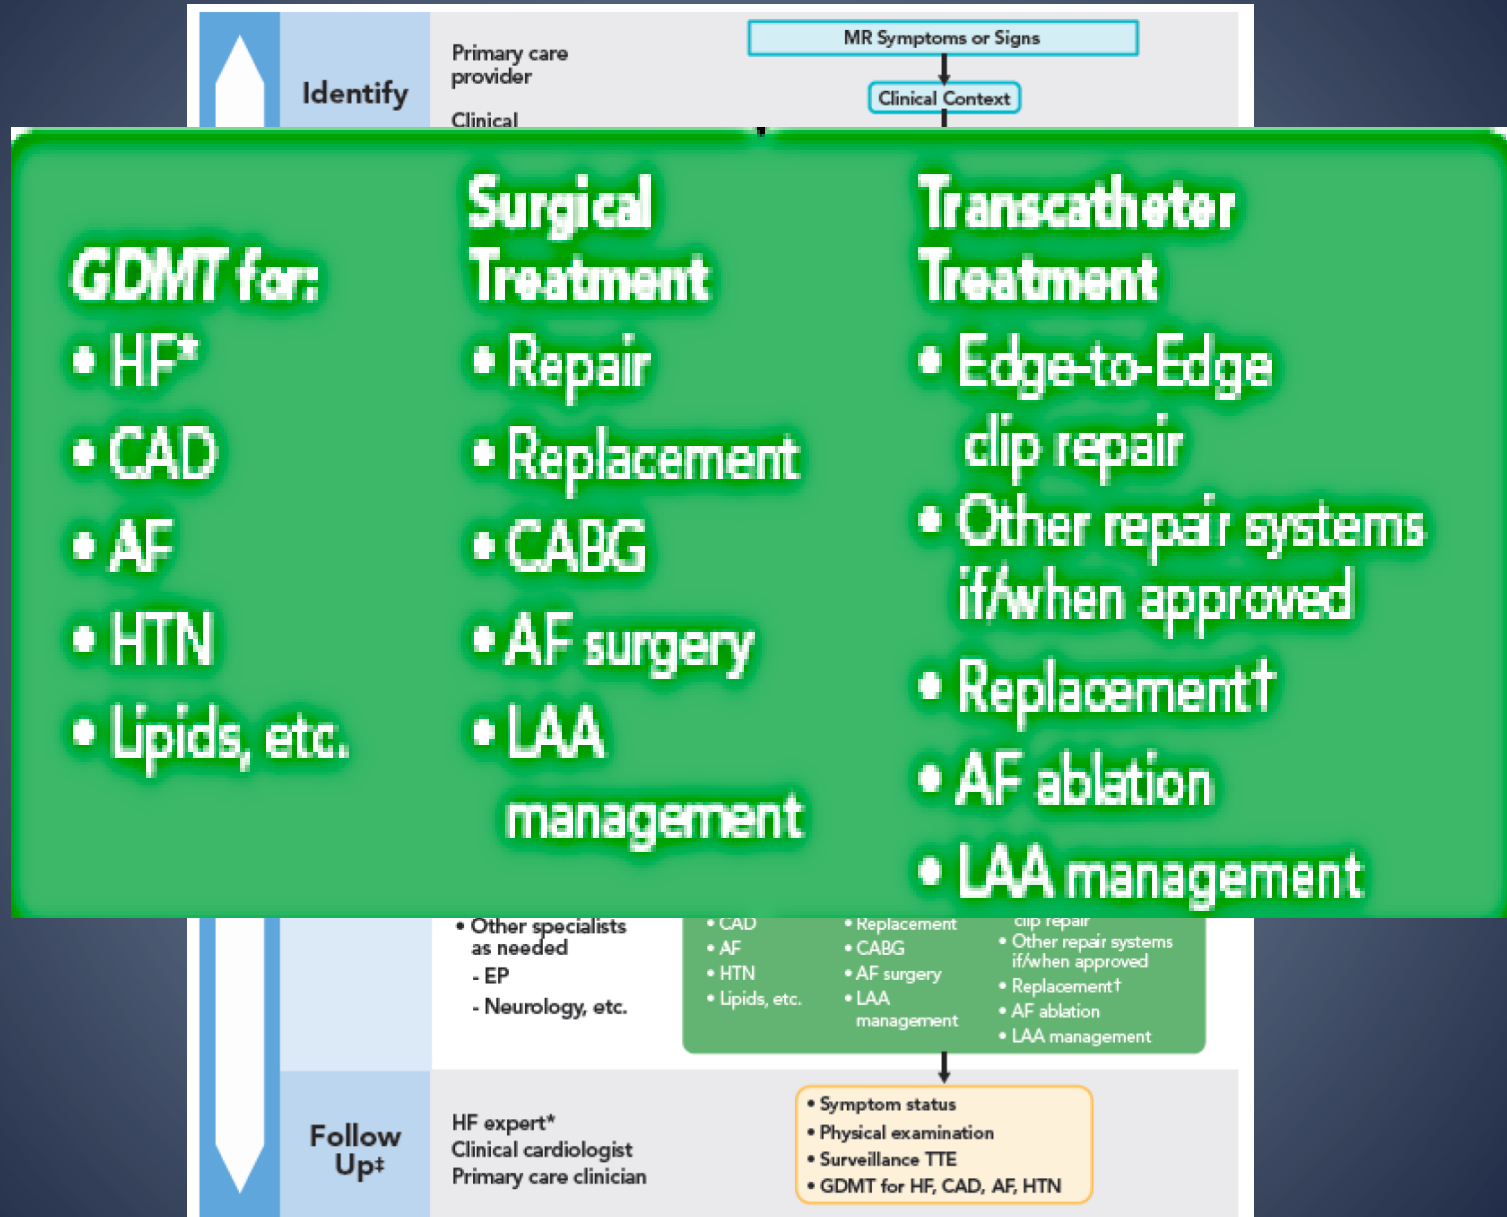 Identify
Primary care
provider
Clinical
MR Symptoms or Signs
Clinical Context
GDMT for:
• HF*
• CAD
• AF
• HTN
• Lipids, etc.
Surgical
Treatment
• Repair
• Replacement
• CABG
• AF surgery
• LAA
management
Transcatheter
Treatment
• Edge-to-Edge
clip repair
• Other repair systems
if/when approved
• Replacement†
• AF ablation
• LAA management
• Other specialists
as needed
- EP
- Neurology, etc.
• CAD
• AF
• HTN
• Lipids, etc.
• Replacement
• CABG
• AF surgery
• LAA
management
clip repair
• Other repair systems
if/when approved
• Replacement†
• AF ablation
• LAA management
Follow
Up‡
HF expert*
Clinical cardiologist
Primary care clinician
• Symptom status
• Physical examination
• Surveillance TTE
• GDMT for HF, CAD, AF, HTN